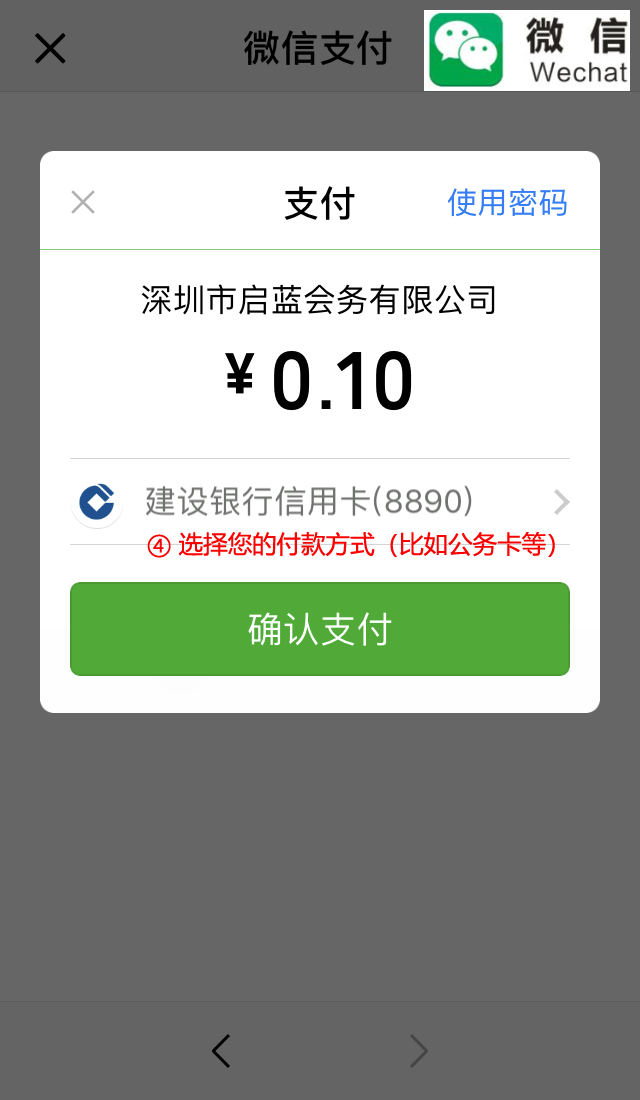 微信支付
微信
Wechat
支付
使用密码
深圳市启蓝会务有限公司
¥0.10
建设银行信用卡(8890)
④ 选择您的付款方式（比如公务卡等）
确认支付